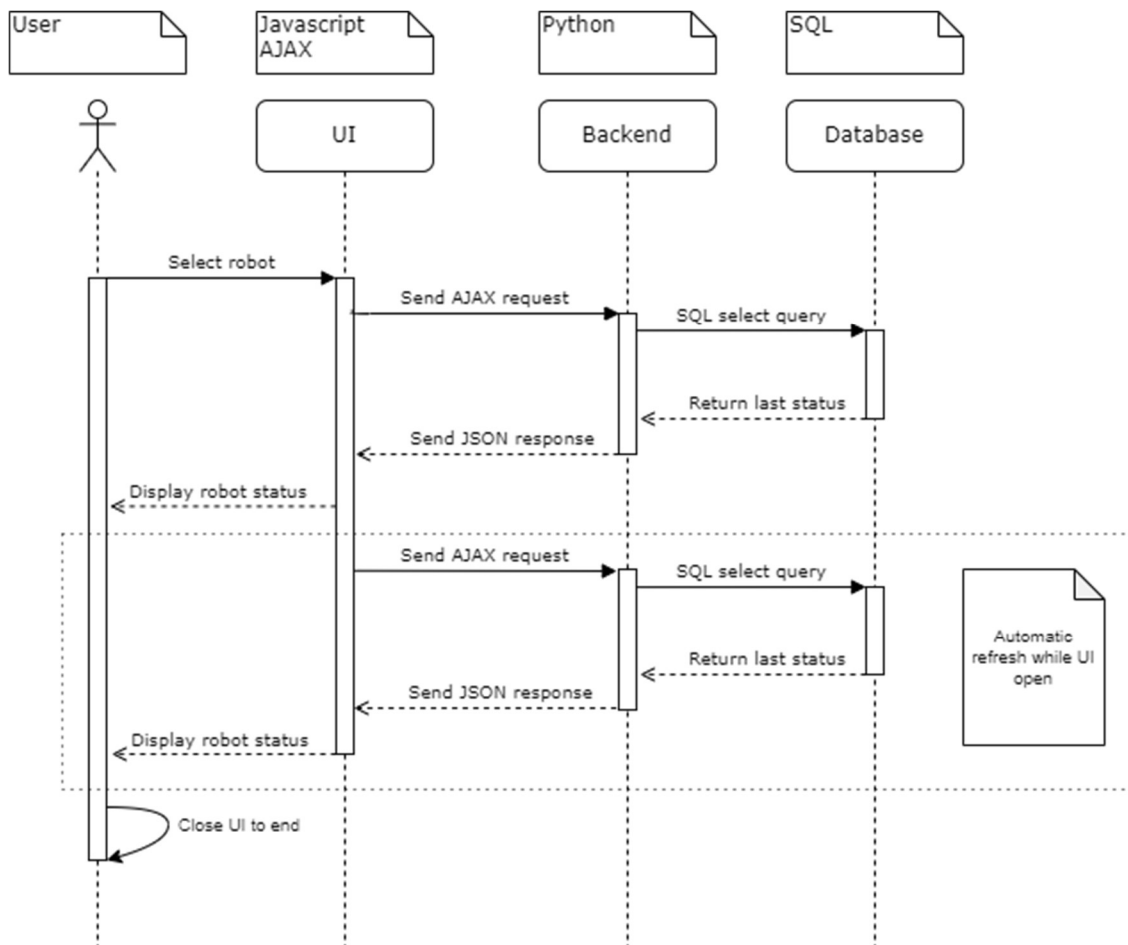 User
Javascript
AJAX
Python
SQL
UI
Backend
Database
Select robot
Send AJAX request
SQL select query
Return last status
Send JSON response
Display robot status
Send AJAX request
SQL select query
Automatic
refresh while UI
open
Return last status
Send JSON response
Display robot status
Close UI to end